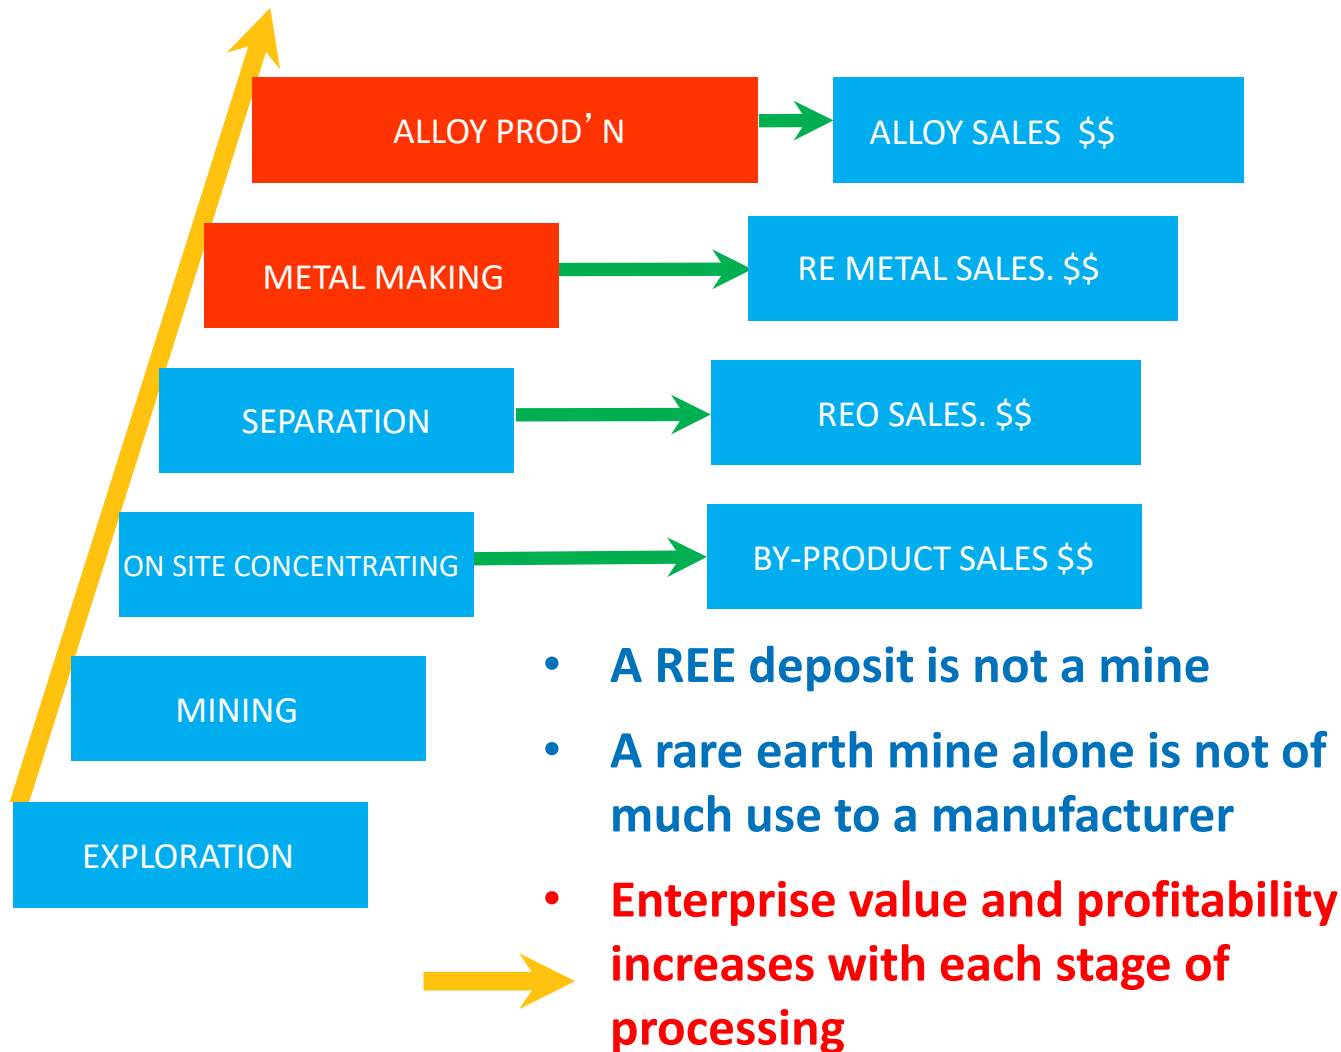 ALLOY PROD’ N
ALLOY SALES $$
METAL MAKING
RE METAL SALES. $$
SEPARATION
REO SALES. $$
ON SITE CONCENTRATING
BY-PRODUCT SALES $$
MINING
EXPLORATION
• A REE deposit is not a mine
• A rare earth mine alone is not of
much use to a manufacturer
• Enterprise value and profitability
increases with each stage of
processing